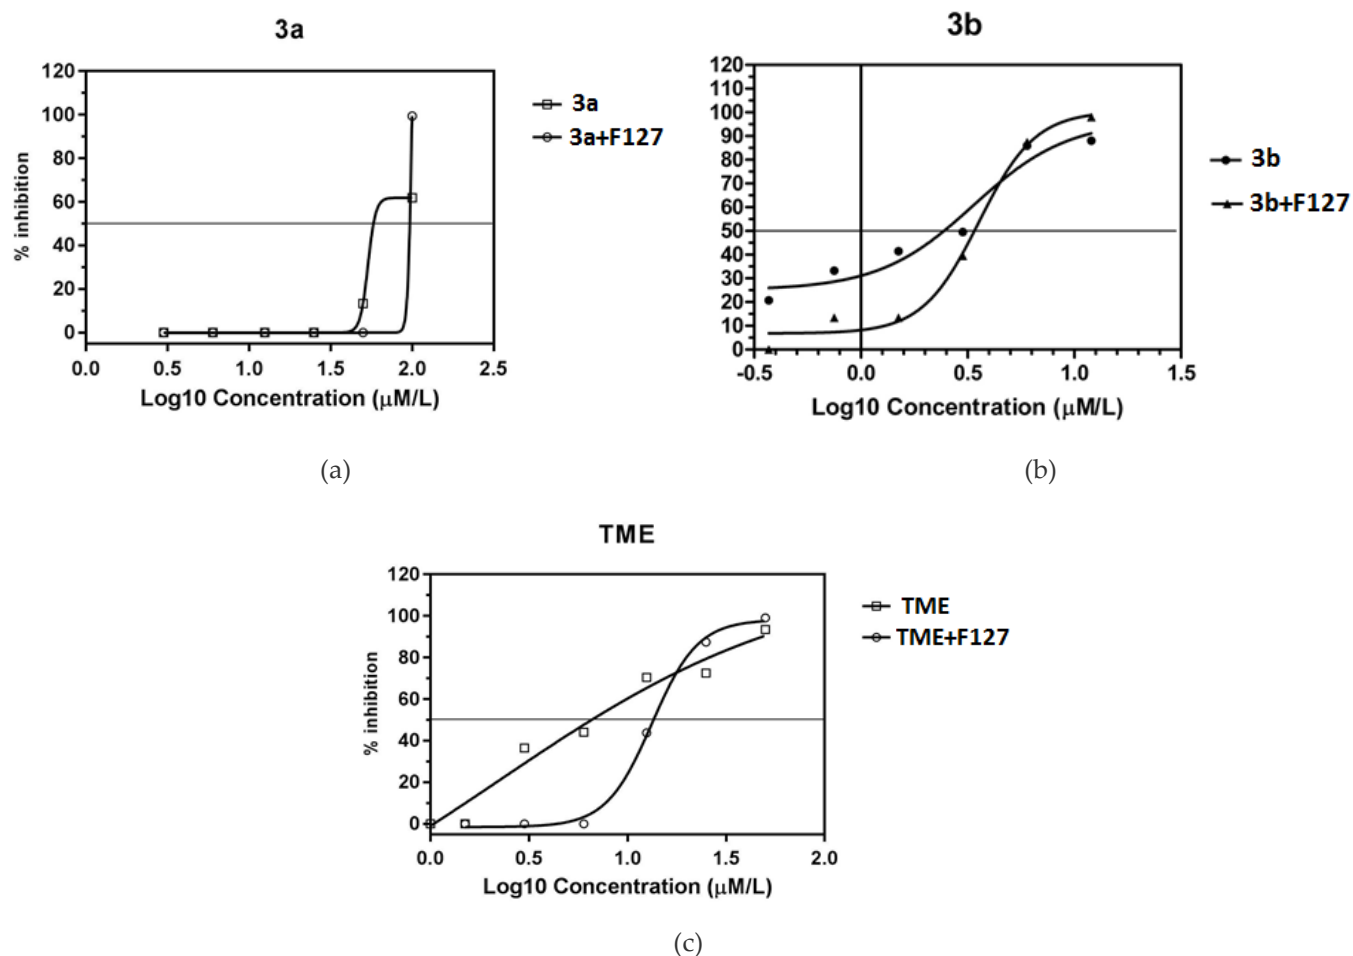 3a
120
100
80
60
40
20
0
% inhibition
0.0 0.5 1.0 1.5 2.0 2.5
Log10 Concentration (µM/L)
3a
3a+F127
(a)
3b
120
110
100
90
80
70
60
50
40
30
20
10
0
% inhibition
-0.5 0.0 0.5 1.0 1.5
Log10 Concentration (µM/L)
3b
3b+F127
(b)
TME
120
100
80
60
40
20
0
% inhibition
0.0 0.5 1.0 1.5 2.0
Log10 Concentration (µM/L)
TME
TME+F127
(c)